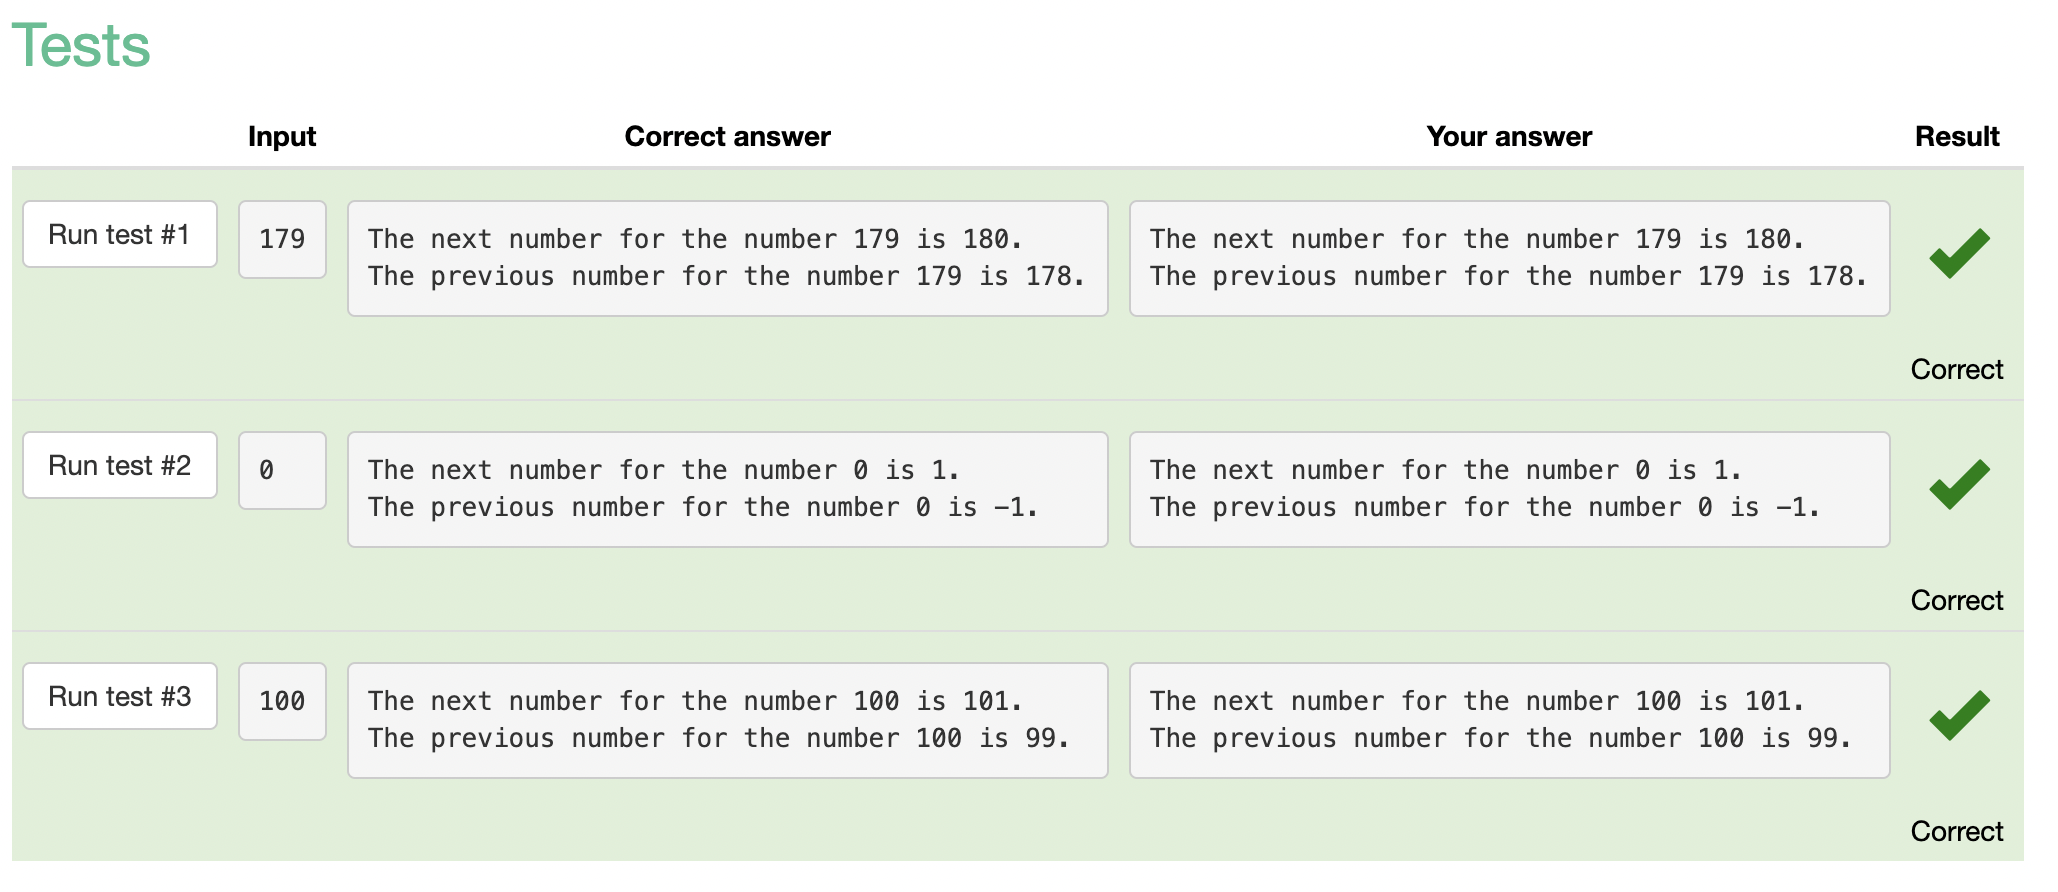 Tests
Input Correct answer Your answer Result
Run test #1
179
The next number for the number 179 is 180.
The previous number for the number 179 is 178.
The next number for the number 179 is 180.
The previous number for the number 179 is 178.
Correct
Run test #2
0
The next number for the number 0 is 1.
The previous number for the number 0 is -1.
The next number for the number 0 is 1.
The previous number for the number 0 is -1.
Correct
Run test #3
100
The next number for the number 100 is 101.
The previous number for the number 100 is 99.
The next number for the number 100 is 101.
The previous number for the number 100 is 99.
Correct